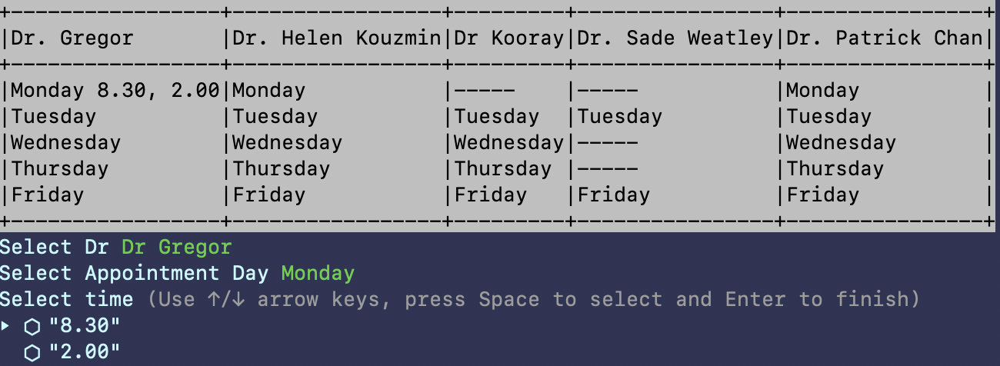 +-----------------+-----------------+---------+----------------+----------------+
|Dr. Gregor       |Dr. Helen Kouzmin|Dr Kooray|Dr. Sade Weatley|Dr. Patrick Chan|
+-----------------+-----------------+---------+----------------+----------------+
|Monday 8.30, 2.00|Monday           |-----    |-----           |Monday          |
|Tuesday          |Tuesday          |Tuesday  |Tuesday         |Tuesday         |
|Wednesday        |Wednesday        |Wednesday|-----           |Wednesday       |
|Thursday         |Thursday         |Thursday |-----           |Thursday        |
|Friday           |Friday           |Friday   |Friday          |Friday          |
+-----------------+-----------------+---------+----------------+----------------+
Select Dr Dr Gregor
Select Appointment Day Monday
Select time (Use ↑/↓ arrow keys, press Space to select and Enter to finish)
‣ ⬡ "8.30"
  ⬡ "2.00"